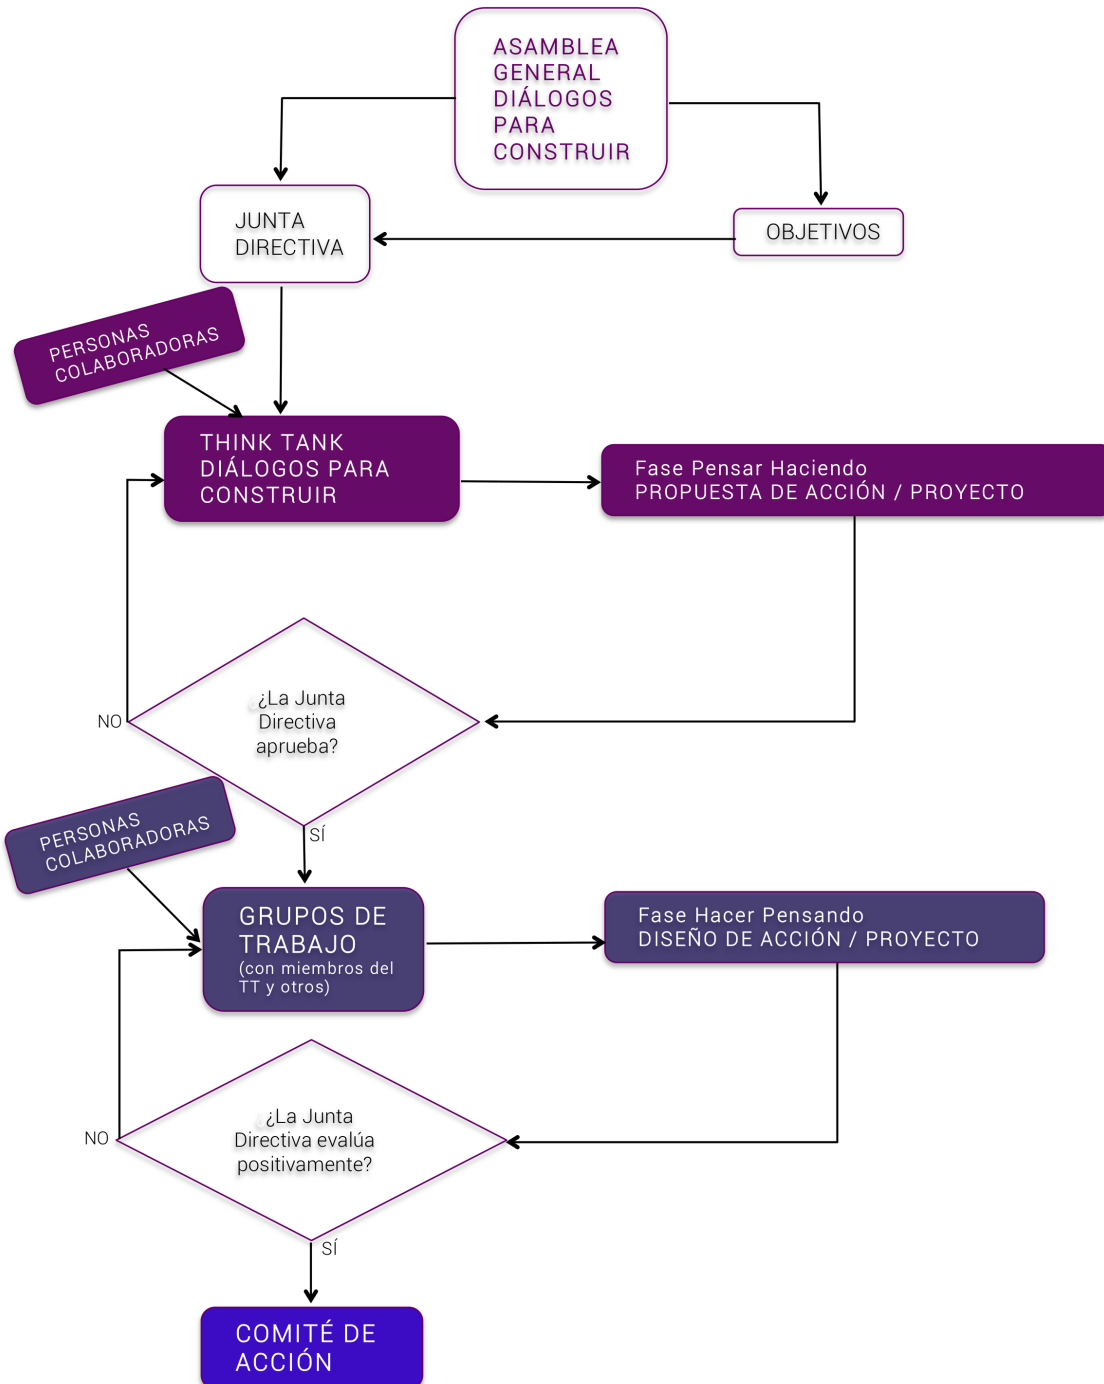 ASAMBLEA
GENERAL
DIÁLOGOS
PARA
CONSTRUIR
JUNTA
DIRECTIVA
OBJETIVOS
PERSONAS
COLABORADORAS
THINK TANK
DIÁLOGOS PARA
CONSTRUIR
Fase Pensar Haciendo
PROPUESTA DE ACCIÓN / PROYECTO
¿La Junta
Directiva
aprueba?
NO
SÍ
PERSONAS
COLABORADORAS
GRUPOS DE
TRABAJO
(con miembros del
TT y otros)
Fase Hacer Pensando
DISEÑO DE ACCIÓN / PROYECTO
¿La Junta
Directiva evalúa
positivamente?
NO
SÍ
COMITÉ DE
ACCIÓN